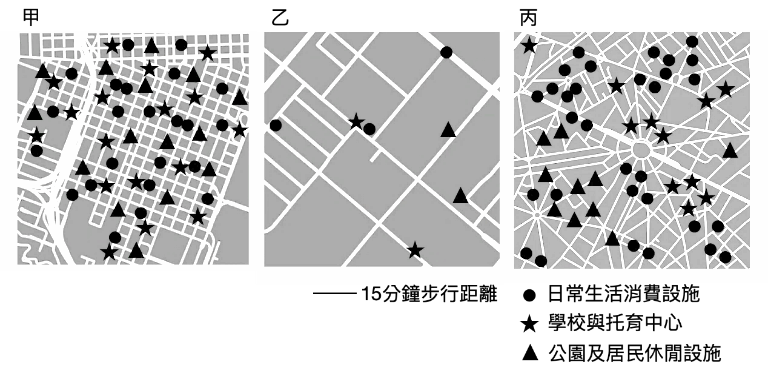 甲
乙
丙
15分鐘步行距離
日常生活消費設施
學校與托育中心
公園及居民休閒設施